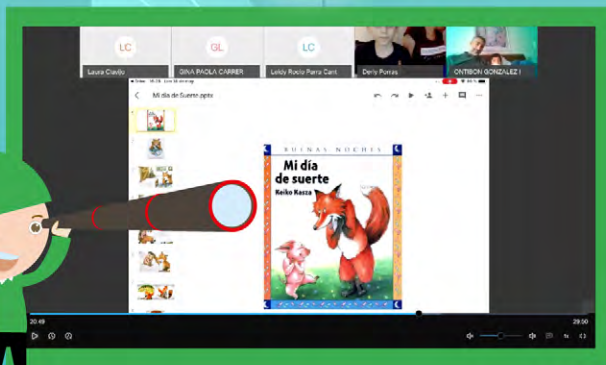 LC
GL
LC
Laura Clavijo
GINA PAOLA CARRER
Leidy Rocio Parra Cant
Derly Porras
ONTIBON GONZALEZ I
Mi día de Suerte.pptx
BUENAS NOCHES
Mi día
de suerte
Keiko Kasza
20:49
29:00
1x